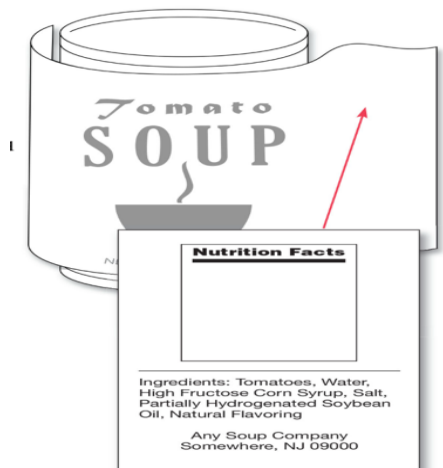 Tomato
SOUP
Nutrition Facts
Ingredients: Tomatoes, Water,
High Fructose Corn Syrup, Salt,
Partially Hydrogenated Soybean
Oil, Natural Flavoring
Any Soup Company
Somewhere, NJ 09000